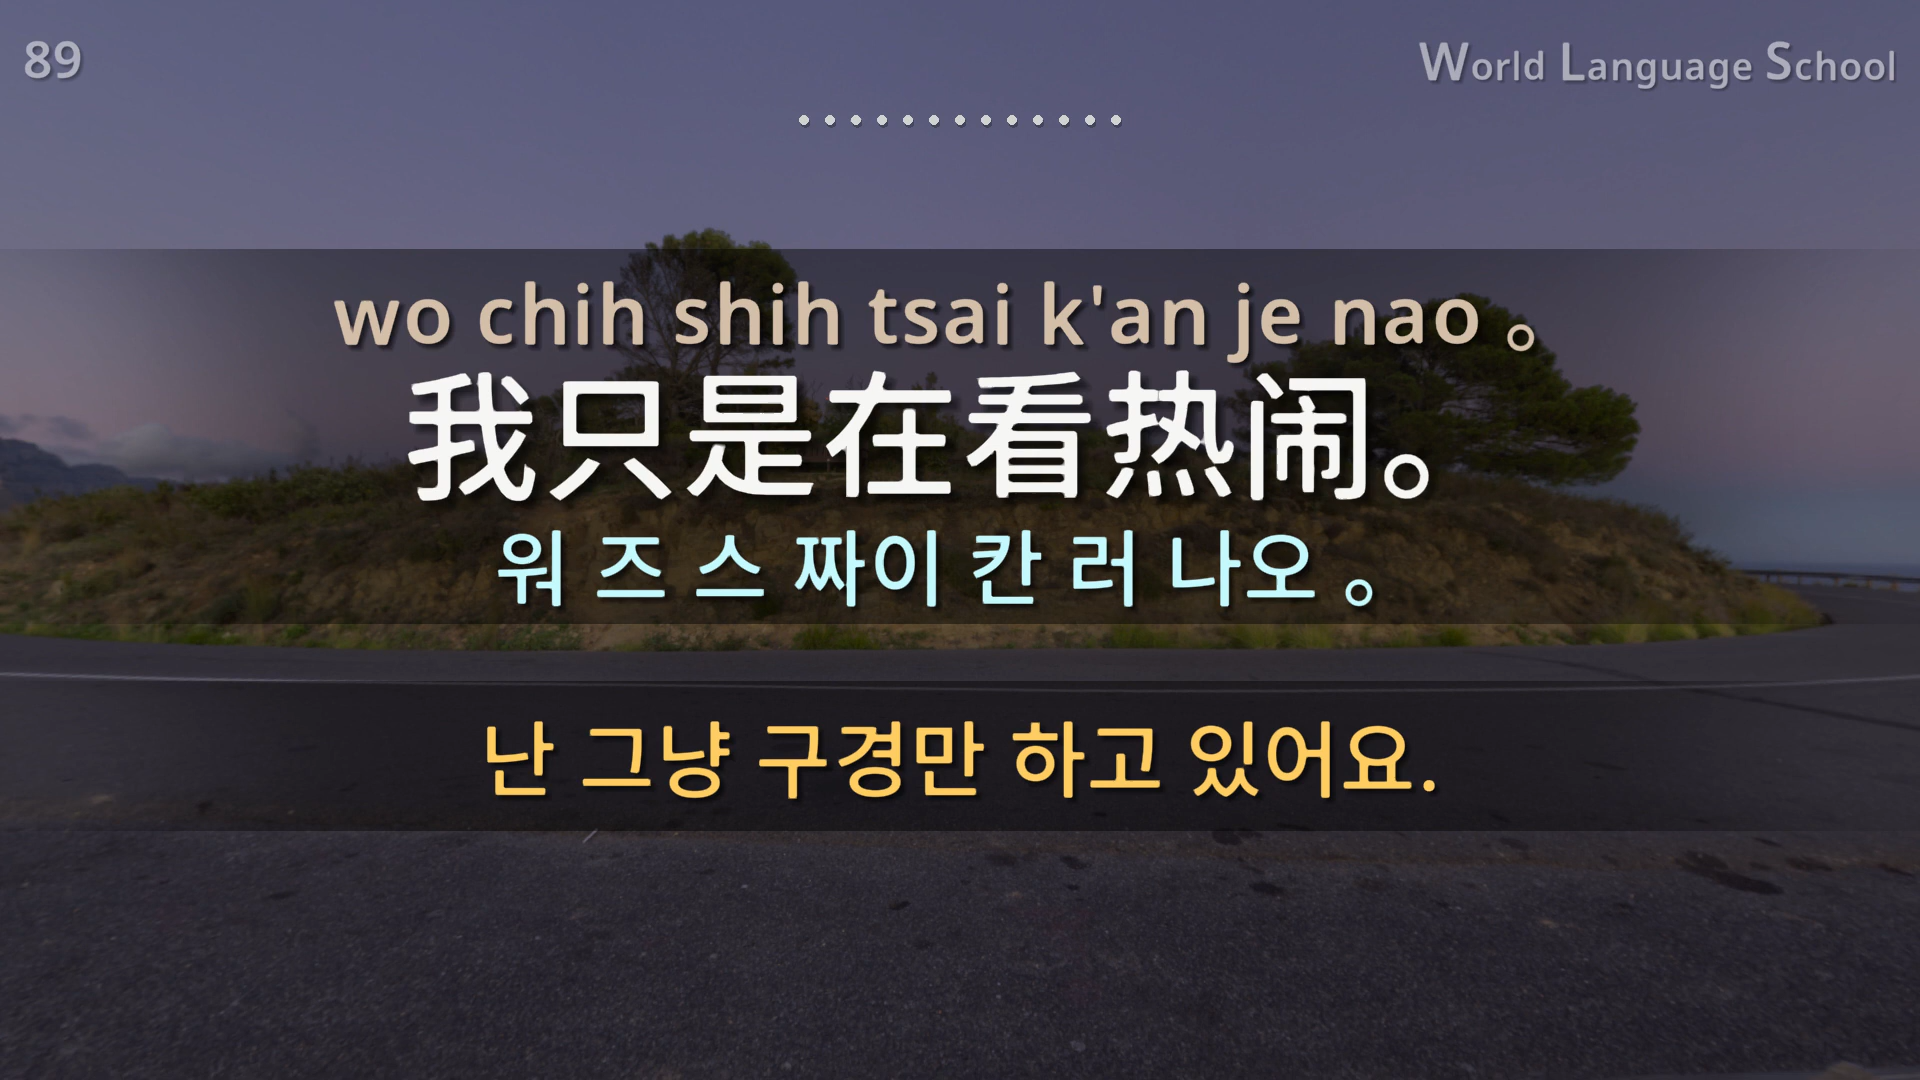 89
World Language School
wo chih shih tsai k'an je nao 。
我只是在看热闹。
워 즈 스 짜이 칸 러 나오 。
난 그냥 구경만 하고 있어요.